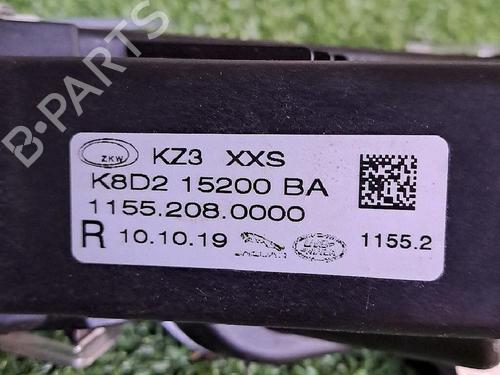 B-PARTS
ZKW KZ3 XXS
K8D2 15200 BA
1155.208.0000
R 10.10.19 JAGUAR LAND ROVER 1155.2